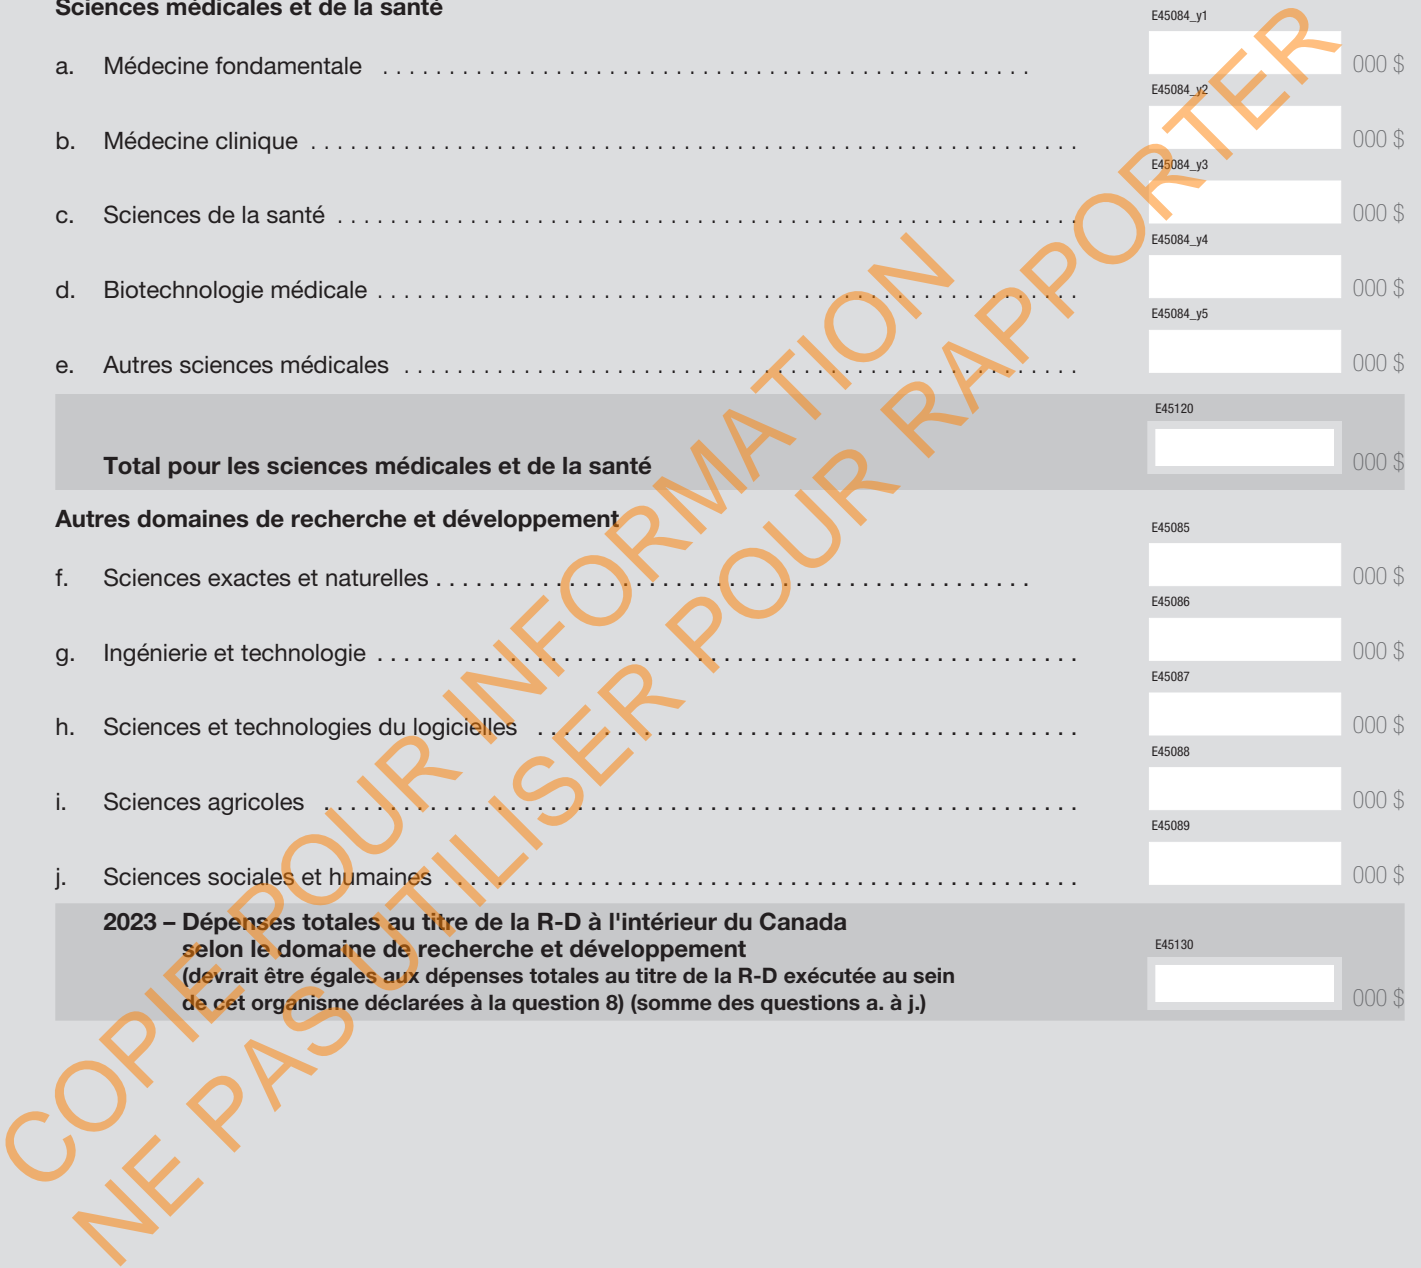 Sciences médicales et de la santé
E45084_y1
a. Médecine fondamentale . . . . . . . . . . . . . . . . . . . . . . . . . . . . . . . . . . . . . . . . . . . . . . . . . 000 $
E45084_y2
b. Médecine clinique . . . . . . . . . . . . . . . . . . . . . . . . . . . . . . . . . . . . . . . . . . . . . . . . . . . . . . . . . . 000 $
E45084_y3
c. Sciences de la santé . . . . . . . . . . . . . . . . . . . . . . . . . . . . . . . . . . . . . . . . . . . . . . . . . . . . . . . . 000 $
E45084_y4
d. Biotechnologie médicale . . . . . . . . . . . . . . . . . . . . . . . . . . . . . . . . . . . . . . . . . . . . . . . . . . . . . 000 $
E45084_y5
e. Autres sciences médicales . . . . . . . . . . . . . . . . . . . . . . . . . . . . . . . . . . . . . . . . . . . . . . . . . . . 000 $
E45120
Total pour les sciences médicales et de la santé 000 $
Autres domaines de recherche et développement
E45085
f. Sciences exactes et naturelles . . . . . . . . . . . . . . . . . . . . . . . . . . . . . . . . . . . . . . . . . . . . . 000 $
E45086
g. Ingénierie et technologie . . . . . . . . . . . . . . . . . . . . . . . . . . . . . . . . . . . . . . . . . . . . . . . . . . . . . 000 $
E45087
h. Sciences et technologies du logicielles . . . . . . . . . . . . . . . . . . . . . . . . . . . . . . . . . . . . . . . . . 000 $
E45088
i. Sciences agricoles . . . . . . . . . . . . . . . . . . . . . . . . . . . . . . . . . . . . . . . . . . . . . . . . . . . . . . . . . 000 $
E45089
j. Sciences sociales et humaines . . . . . . . . . . . . . . . . . . . . . . . . . . . . . . . . . . . . . . . . . . . . . . . . 000 $
2023 – Dépenses totales au titre de la R-D à l'intérieur du Canada
selon le domaine de recherche et développement
E45130
(devrait être égales aux dépenses totales au titre de la R-D exécutée au sein
de cet organisme déclarées à la question 8) (somme des questions a. à j.) 000 $
COPIE POUR INFORMATION
NE PAS UTILISER POUR RAPPORTER